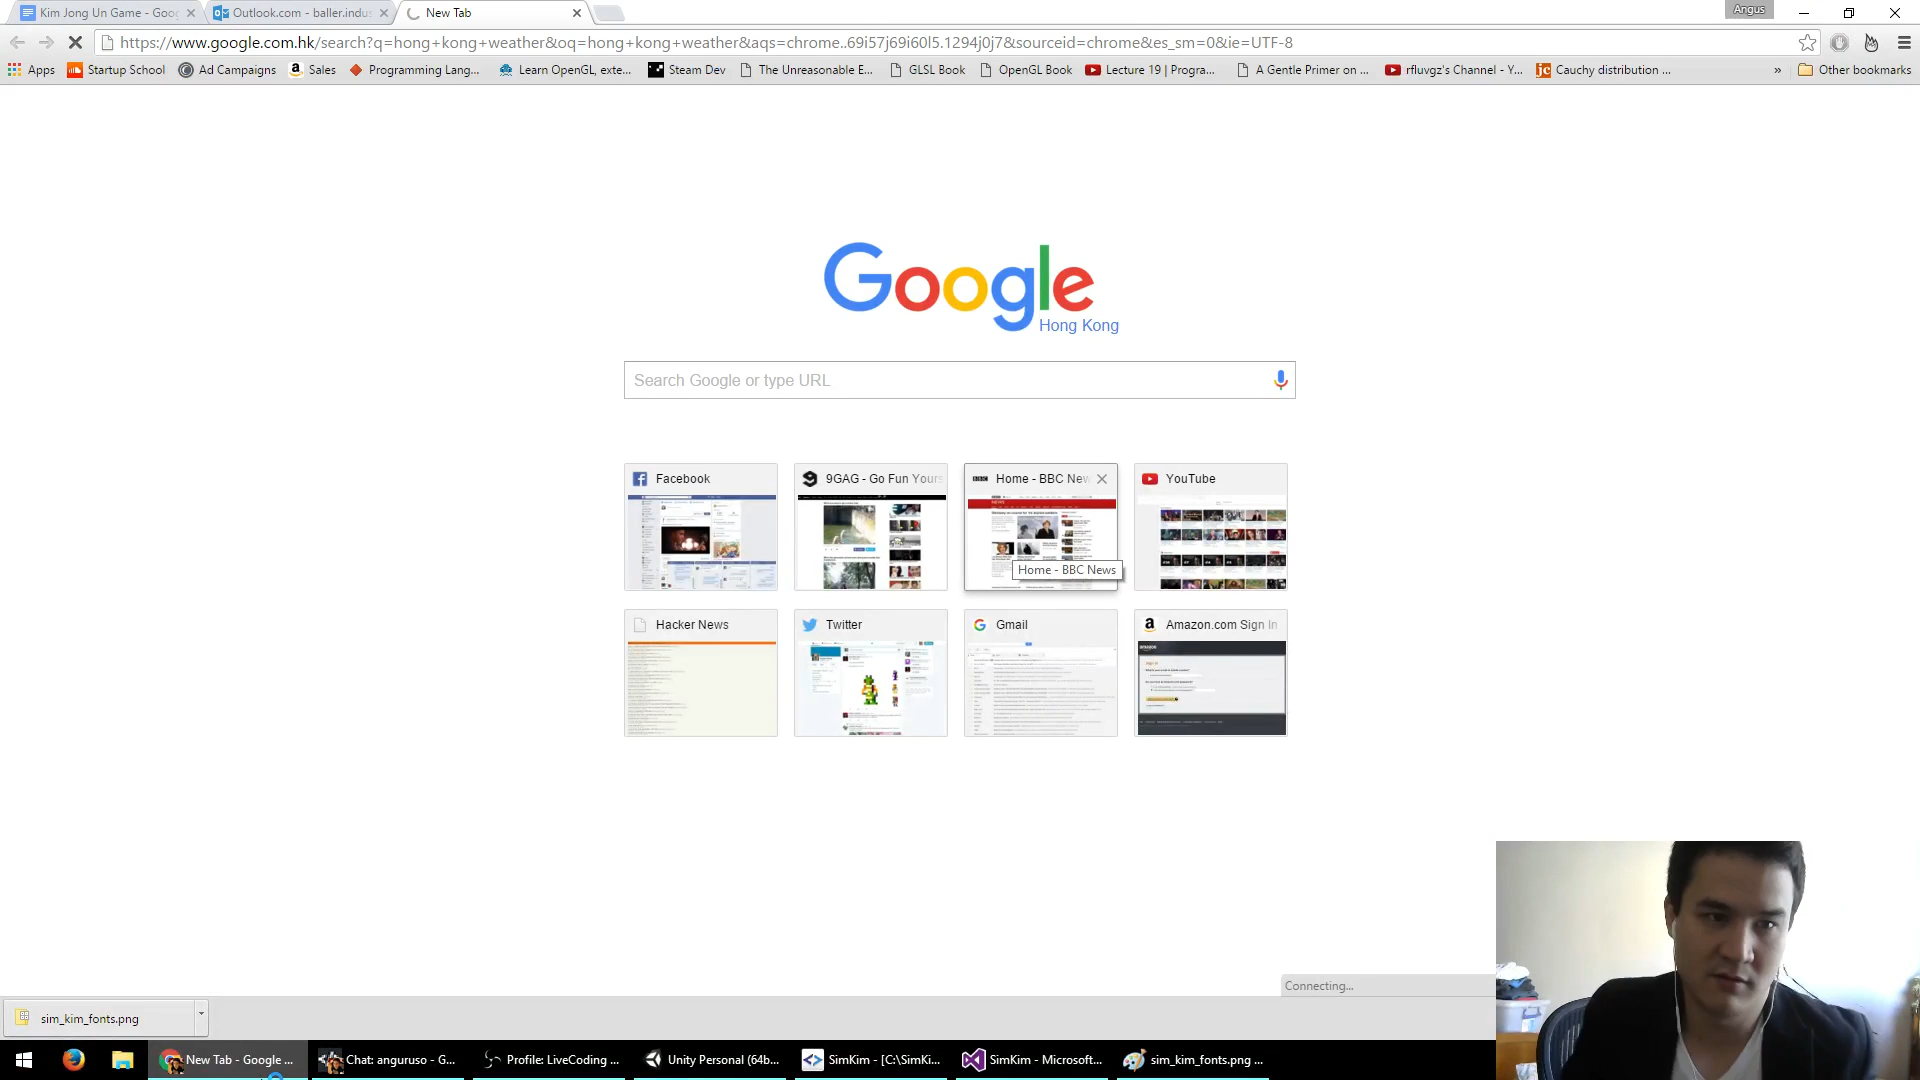 Kim Jong Un Game - Goog
Outlook.com - baller.indus
New Tab
Angus
https://www.google.com.hk/search?q=hong+kong+weather&oq=hong+kong+weather&aqs=chrome..69i57j69i60l5.1294j0j7&sourceid=chrome&es_sm=0&ie=UTF-8
Apps
Startup School
Ad Campaigns
Sales
Programming Lang...
Learn OpenGL, exte...
Steam Dev
The Unreasonable E...
GLSL Book
OpenGL Book
Lecture 19 | Progra...
A Gentle Primer on ...
rfluvgz's Channel - Y...
Cauchy distribution ...
»
Other bookmarks
Google
Hong Kong
Search Google or type URL
Facebook
9GAG - Go Fun Yours
BBC Home - BBC New
YouTube
Home - BBC News
Hacker News
Twitter
Gmail
Amazon.com Sign In
Connecting...
sim_kim_fonts.png
New Tab - Google ...
Chat: anguruso - G...
Profile: LiveCoding ...
Unity Personal (64b...
SimKim - [C:\SimKi...
SimKim - Microsoft...
sim_kim_fonts.png ...